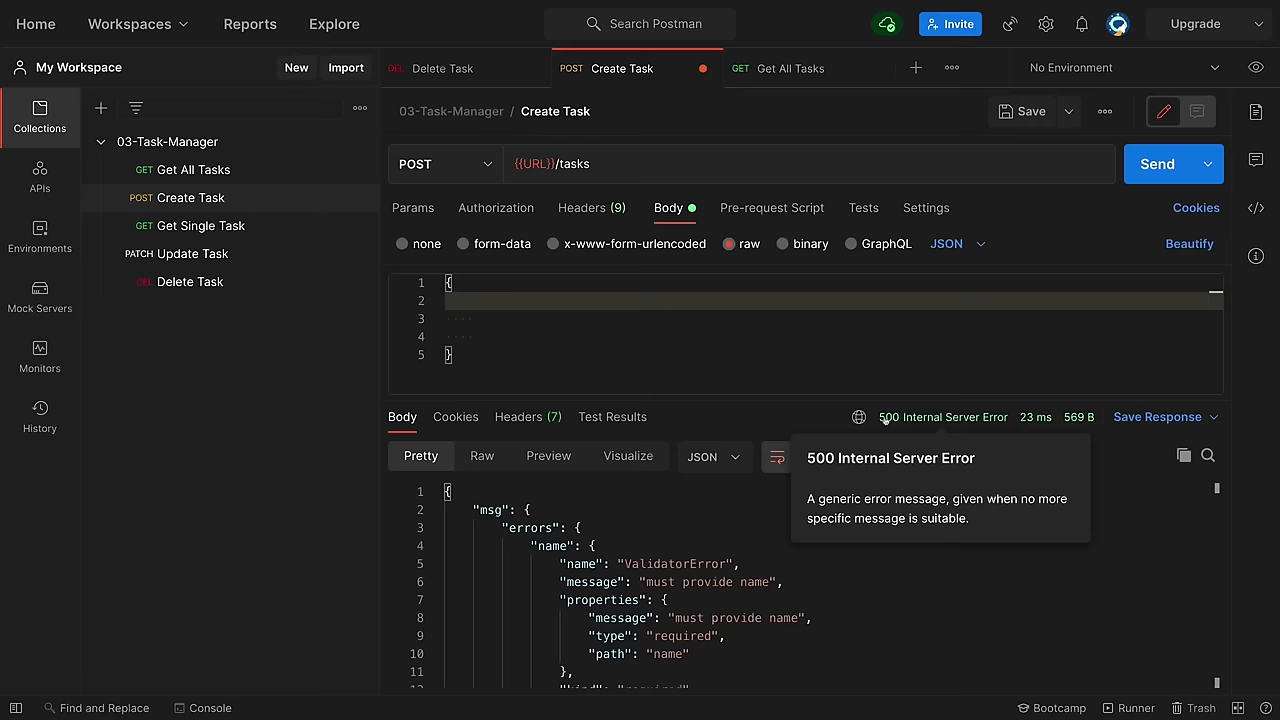 Home
Workspaces
Reports
Explore
Search Postman
Invite
Upgrade
My Workspace
New
Import
DEL Delete Task
POST Create Task
GET Get All Tasks
No Environment
Collections
APIs
Environments
Mock Servers
Monitors
History
03-Task-Manager
GET Get All Tasks
POST Create Task
GET Get Single Task
PATCH Update Task
DEL Delete Task
03-Task-Manager / Create Task
Save
POST
{{URL}}/tasks
Send
Params
Authorization
Headers (9)
Body
Pre-request Script
Tests
Settings
Cookies
none
form-data
x-www-form-urlencoded
raw
binary
GraphQL
JSON
Beautify
1 {
2
3
4
5 }
Body
Cookies
Headers (7)
Test Results
500 Internal Server Error
23 ms
569 B
Save Response
Pretty
Raw
Preview
Visualize
JSON
500 Internal Server Error
A generic error message, given when no more
specific message is suitable.
1 {
2 "msg": {
3 "errors": {
4 "name": {
5 "name": "ValidatorError",
6 "message": "must provide name",
7 "properties": {
8 "message": "must provide name",
9 "type": "required",
10 "path": "name"
11 },
12 "kind": "required",
Find and Replace
Console
Bootcamp
Runner
Trash